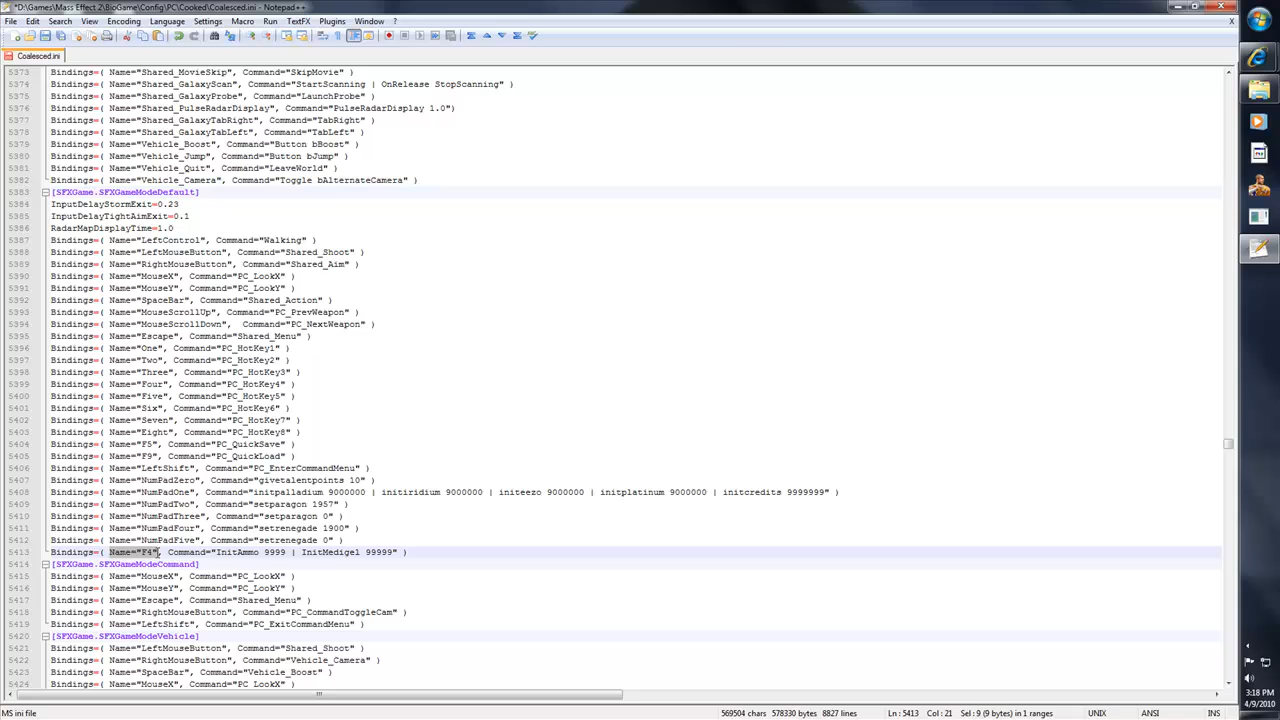 *D:\Games\Mass Effect 2\BioGame\Config\PC\Cooked\Coalesced.ini - Notepad++
File Edit Search View Encoding Language Settings Macro Run TextFX Plugins Window ?
Coalesced.ini
5373 Bindings=( Name="Shared_MovieSkip", Command="SkipMovie" )
5374 Bindings=( Name="Shared_GalaxyScan", Command="StartScanning | OnRelease StopScanning" )
5375 Bindings=( Name="Shared_GalaxyProbe", Command="LaunchProbe" )
5376 Bindings=( Name="Shared_PulseRadarDisplay", Command="PulseRadarDisplay 1.0")
5377 Bindings=( Name="Shared_GalaxyTabRight", Command="TabRight" )
5378 Bindings=( Name="Shared_GalaxyTabLeft", Command="TabLeft" )
5379 Bindings=( Name="Vehicle_Boost", Command="Button bBoost" )
5380 Bindings=( Name="Vehicle_Jump", Command="Button bJump" )
5381 Bindings=( Name="Vehicle_Quit", Command="LeaveWorld" )
5382 Bindings=( Name="Vehicle_Camera", Command="Toggle bAlternateCamera" )
5383 [SFXGame.SFXGameModeDefault]
5384 InputDelayStormExit=0.23
5385 InputDelayTightAimExit=0.1
5386 RadarMapDisplayTime=1.0
5387 Bindings=( Name="LeftControl", Command="Walking" )
5388 Bindings=( Name="LeftMouseButton", Command="Shared_Shoot" )
5389 Bindings=( Name="RightMouseButton", Command="Shared_Aim" )
5390 Bindings=( Name="MouseX", Command="PC_LookX" )
5391 Bindings=( Name="MouseY", Command="PC_LookY" )
5392 Bindings=( Name="SpaceBar", Command="Shared_Action" )
5393 Bindings=( Name="MouseScrollUp", Command="PC_PrevWeapon" )
5394 Bindings=( Name="MouseScrollDown",  Command="PC_NextWeapon" )
5395 Bindings=( Name="Escape", Command="Shared_Menu" )
5396 Bindings=( Name="One", Command="PC_HotKey1" )
5397 Bindings=( Name="Two", Command="PC_HotKey2" )
5398 Bindings=( Name="Three", Command="PC_HotKey3" )
5399 Bindings=( Name="Four", Command="PC_HotKey4" )
5400 Bindings=( Name="Five", Command="PC_HotKey5" )
5401 Bindings=( Name="Six", Command="PC_HotKey6" )
5402 Bindings=( Name="Seven", Command="PC_HotKey7" )
5403 Bindings=( Name="Eight", Command="PC_HotKey8" )
5404 Bindings=( Name="F5", Command="PC_QuickSave" )
5405 Bindings=( Name="F9", Command="PC_QuickLoad" )
5406 Bindings=( Name="LeftShift", Command="PC_EnterCommandMenu" )
5407 Bindings=( Name="NumPadZero", Command="givetalentpoints 10" )
5408 Bindings=( Name="NumPadOne", Command="initpalladium 9000000 | initiridium 9000000 | initeezo 9000000 | initplatinum 9000000 | initcredits 9999999" )
5409 Bindings=( Name="NumPadTwo", Command="setparagon 1957" )
5410 Bindings=( Name="NumPadThree", Command="setparagon 0" )
5411 Bindings=( Name="NumPadFour", Command="setrenegade 1900" )
5412 Bindings=( Name="NumPadFive", Command="setrenegade 0" )
5413 Bindings=( Name="F4", Command="InitAmmo 9999 | InitMedigel 99999" )
5414 [SFXGame.SFXGameModeCommand]
5415 Bindings=( Name="MouseX", Command="PC_LookX" )
5416 Bindings=( Name="MouseY", Command="PC_LookY" )
5417 Bindings=( Name="Escape", Command="Shared_Menu" )
5418 Bindings=( Name="RightMouseButton", Command="PC_CommandToggleCam" )
5419 Bindings=( Name="LeftShift", Command="PC_ExitCommandMenu" )
5420 [SFXGame.SFXGameModeVehicle]
5421 Bindings=( Name="LeftMouseButton", Command="Shared_Shoot" )
5422 Bindings=( Name="RightMouseButton", Command="Vehicle_Camera" )
5423 Bindings=( Name="SpaceBar", Command="Vehicle_Boost" )
5424 Bindings=( Name="MouseX", Command="PC_LookX" )
MS ini file 569504 chars 578330 bytes 8827 lines Ln : 5413 Col : 21 Sel : 9 (9 bytes) in 1 ranges UNIX ANSI INS
3:18 PM
4/9/2010